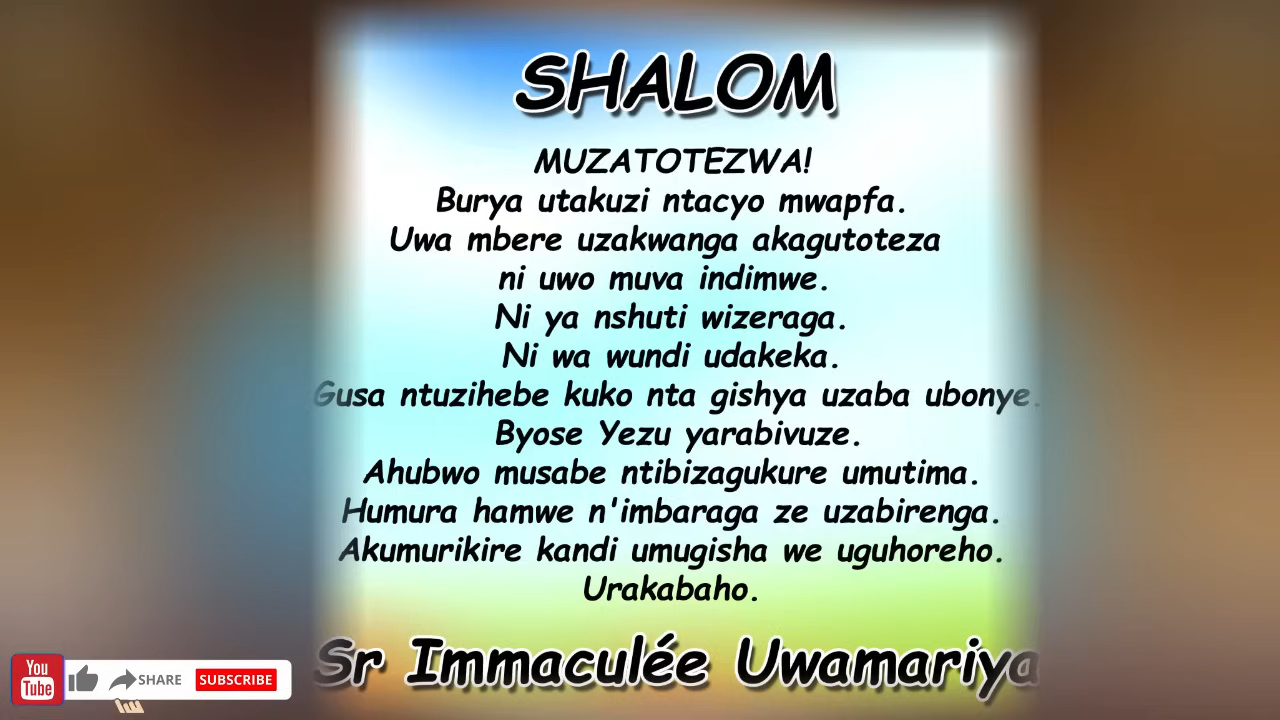 SHALOM
MUZATOTEZWA!
Burya utakuzi ntacyo mwapfa.
Uwa mbere uzakwanga akagutoteza
ni uwo muva indimwe.
Ni ya nshuti wizeraga.
Ni wa wundi udakeka.
Gusa ntuzihebe kuko nta gishya uzaba ubonye.
Byose Yezu yarabivuze.
Ahubwo musabe ntibizagukure umutima.
Humura hamwe n'imbaraga ze uzabirenga.
Akumurikire kandi umugisha we uguhoreho.
Urakabaho.
Sr Immaculée Uwamariya
You Tube SHARE SUBSCRIBE